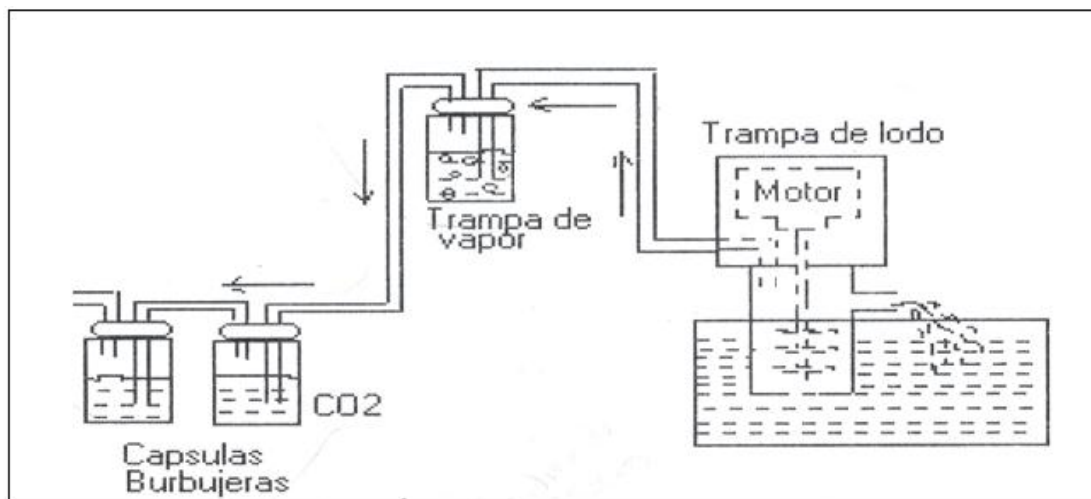 Trampa de lodo
Motor
Trampa de
vapor
CO2
Capsulas
Burbujeras